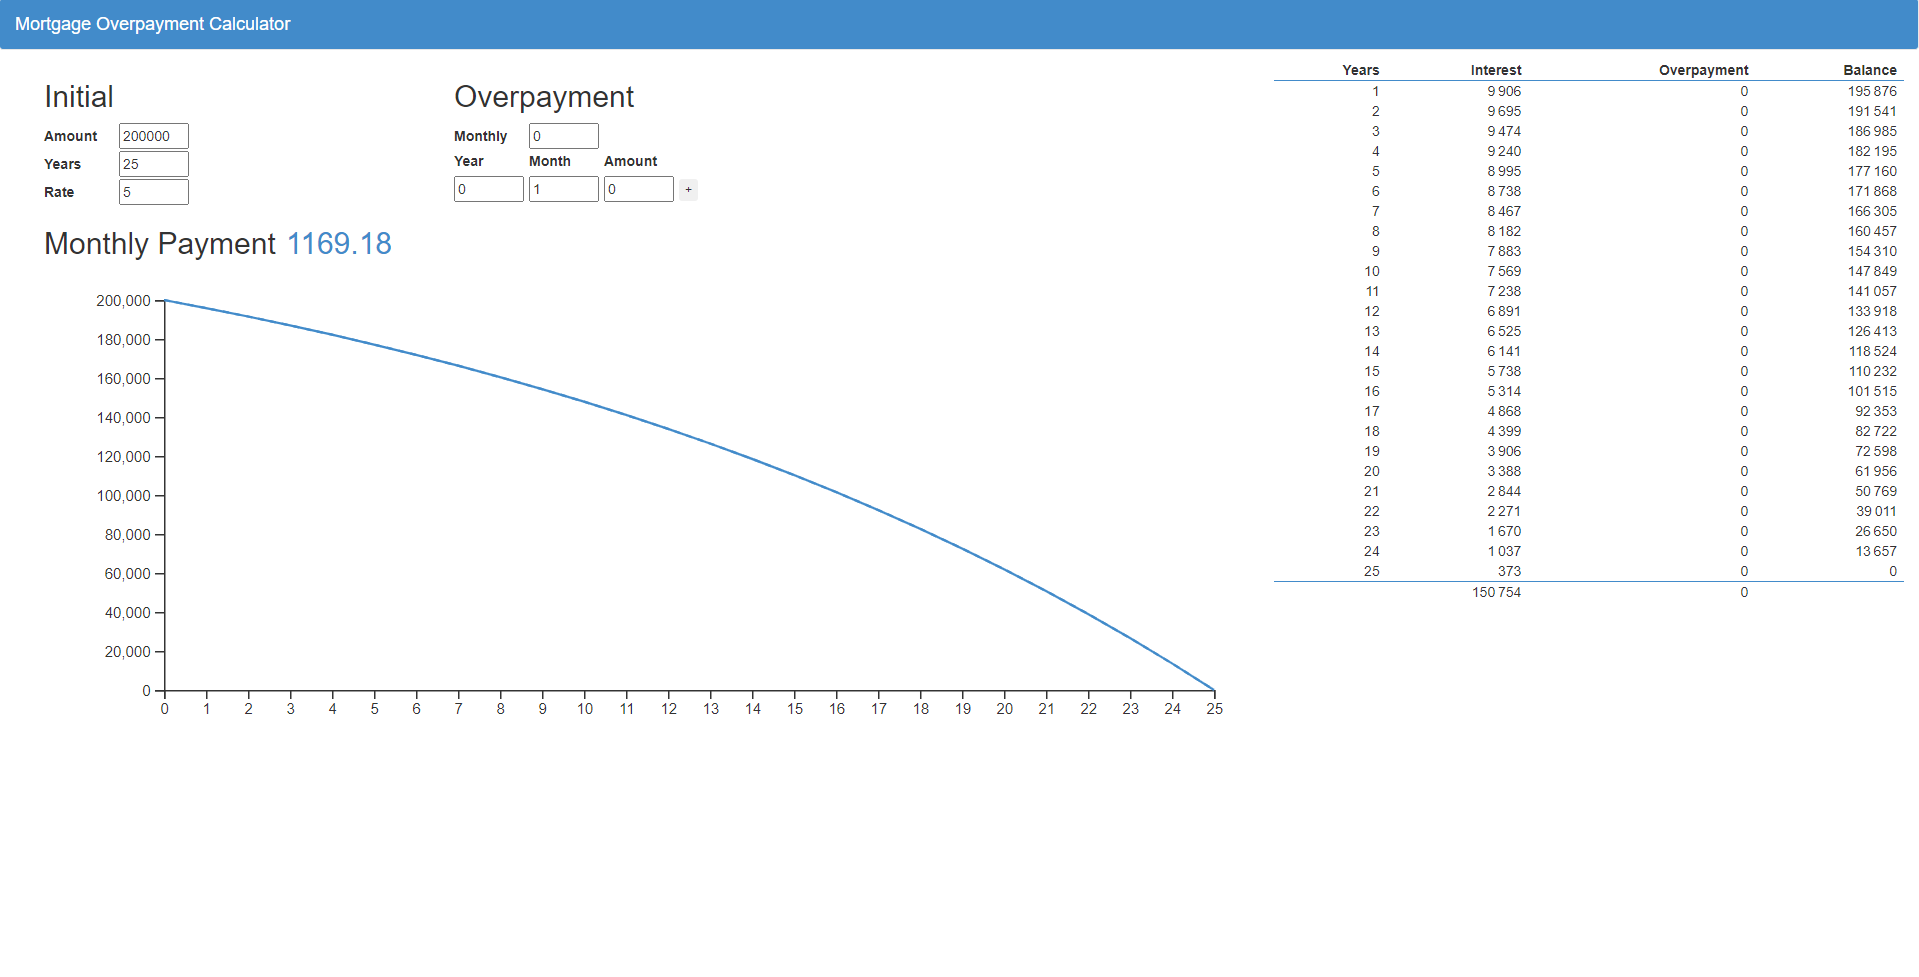 Mortgage Overpayment Calculator
Initial
Amount 200000
Years 25
Rate 5
Overpayment
Monthly 0
Year Month Amount
0 1 0 +
Monthly Payment 1169.18
200,000
180,000
160,000
140,000
120,000
100,000
80,000
60,000
40,000
20,000
0
0 1 2 3 4 5 6 7 8 9 10 11 12 13 14 15 16 17 18 19 20 21 22 23 24 25
Years Interest Overpayment Balance
1 9 906 0 195 876
2 9 695 0 191 541
3 9 474 0 186 985
4 9 240 0 182 195
5 8 995 0 177 160
6 8 738 0 171 868
7 8 467 0 166 305
8 8 182 0 160 457
9 7 883 0 154 310
10 7 569 0 147 849
11 7 238 0 141 057
12 6 891 0 133 918
13 6 525 0 126 413
14 6 141 0 118 524
15 5 738 0 110 232
16 5 314 0 101 515
17 4 868 0 92 353
18 4 399 0 82 722
19 3 906 0 72 598
20 3 388 0 61 956
21 2 844 0 50 769
22 2 271 0 39 011
23 1 670 0 26 650
24 1 037 0 13 657
25 373 0 0
150 754 0